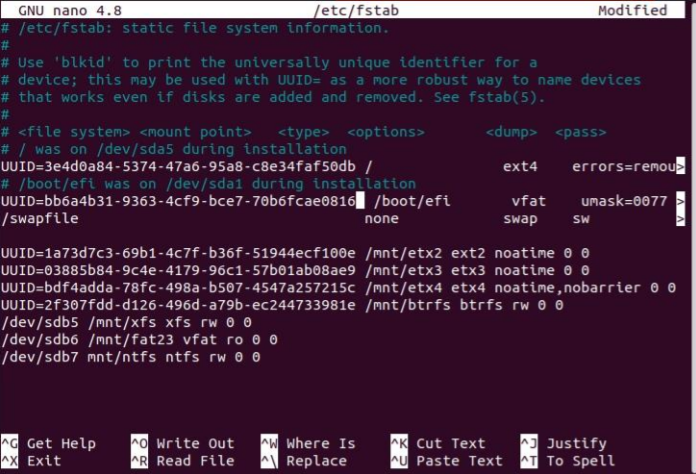 GNU nano 4.8 /etc/fstab Modified
# /etc/fstab: static file system information.
#
# Use 'blkid' to print the universally unique identifier for a
# device; this may be used with UUID= as a more robust way to name devices
# that works even if disks are added and removed. See fstab(5).
#
# <file system> <mount point> <type> <options> <dump> <pass>
# / was on /dev/sda5 during installation
UUID=3e4d0a84-5374-47a6-95a8-c8e34faf50db / ext4 errors=remou>
# /boot/efi was on /dev/sda1 during installation
UUID=bb6a4b31-9363-4cf9-bce7-70b6fcae0816 /boot/efi vfat umask=0077 >
/swapfile none swap sw >
UUID=1a73d7c3-69b1-4c7f-b36f-51944ecf100e /mnt/etx2 ext2 noatime 0 0
UUID=03885b84-9c4e-4179-96c1-57b01ab08ae9 /mnt/etx3 etx3 noatime 0 0
UUID=bdf4adda-78fc-498a-b507-4547a257215c /mnt/etx4 etx4 noatime,nobarrier 0 0
UUID=2f307fdd-d126-496d-a79b-ec244733981e /mnt/btrfs btrfs rw 0 0
/dev/sdb5 /mnt/xfs xfs rw 0 0
/dev/sdb6 /mnt/fat23 vfat ro 0 0
/dev/sdb7 mnt/ntfs ntfs rw 0 0
^G Get Help ^O Write Out ^W Where Is ^K Cut Text ^J Justify
^X Exit ^R Read File ^\ Replace ^U Paste Text ^T To Spell